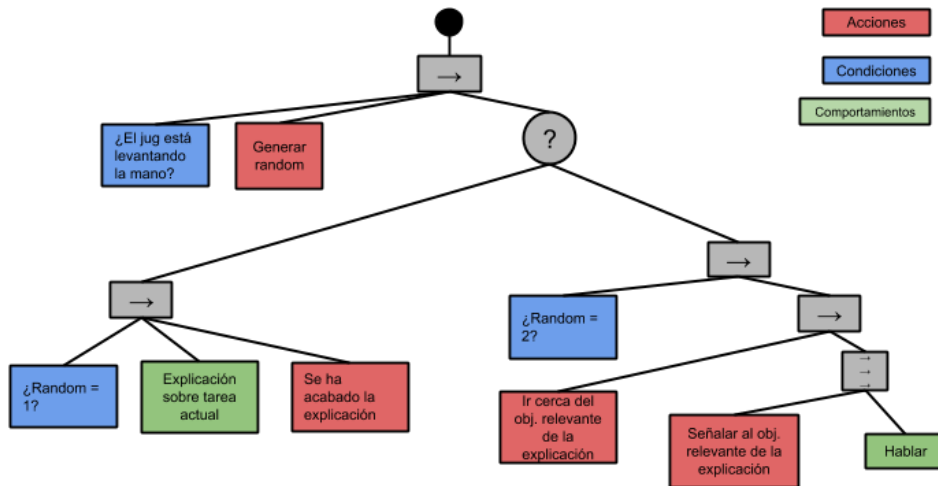 Acciones
→
Condiciones
Comportamientos
¿El jug está
levantando
la mano?
Generar
random
?
→
→
¿Random =
2?
→
¿Random =
1?
Explicación
sobre tarea
actual
Se ha
acabado la
explicación
→
→
→
Ir cerca del
obj. relevante
de la
explicación
Señalar al obj.
relevante de la
explicación
Hablar